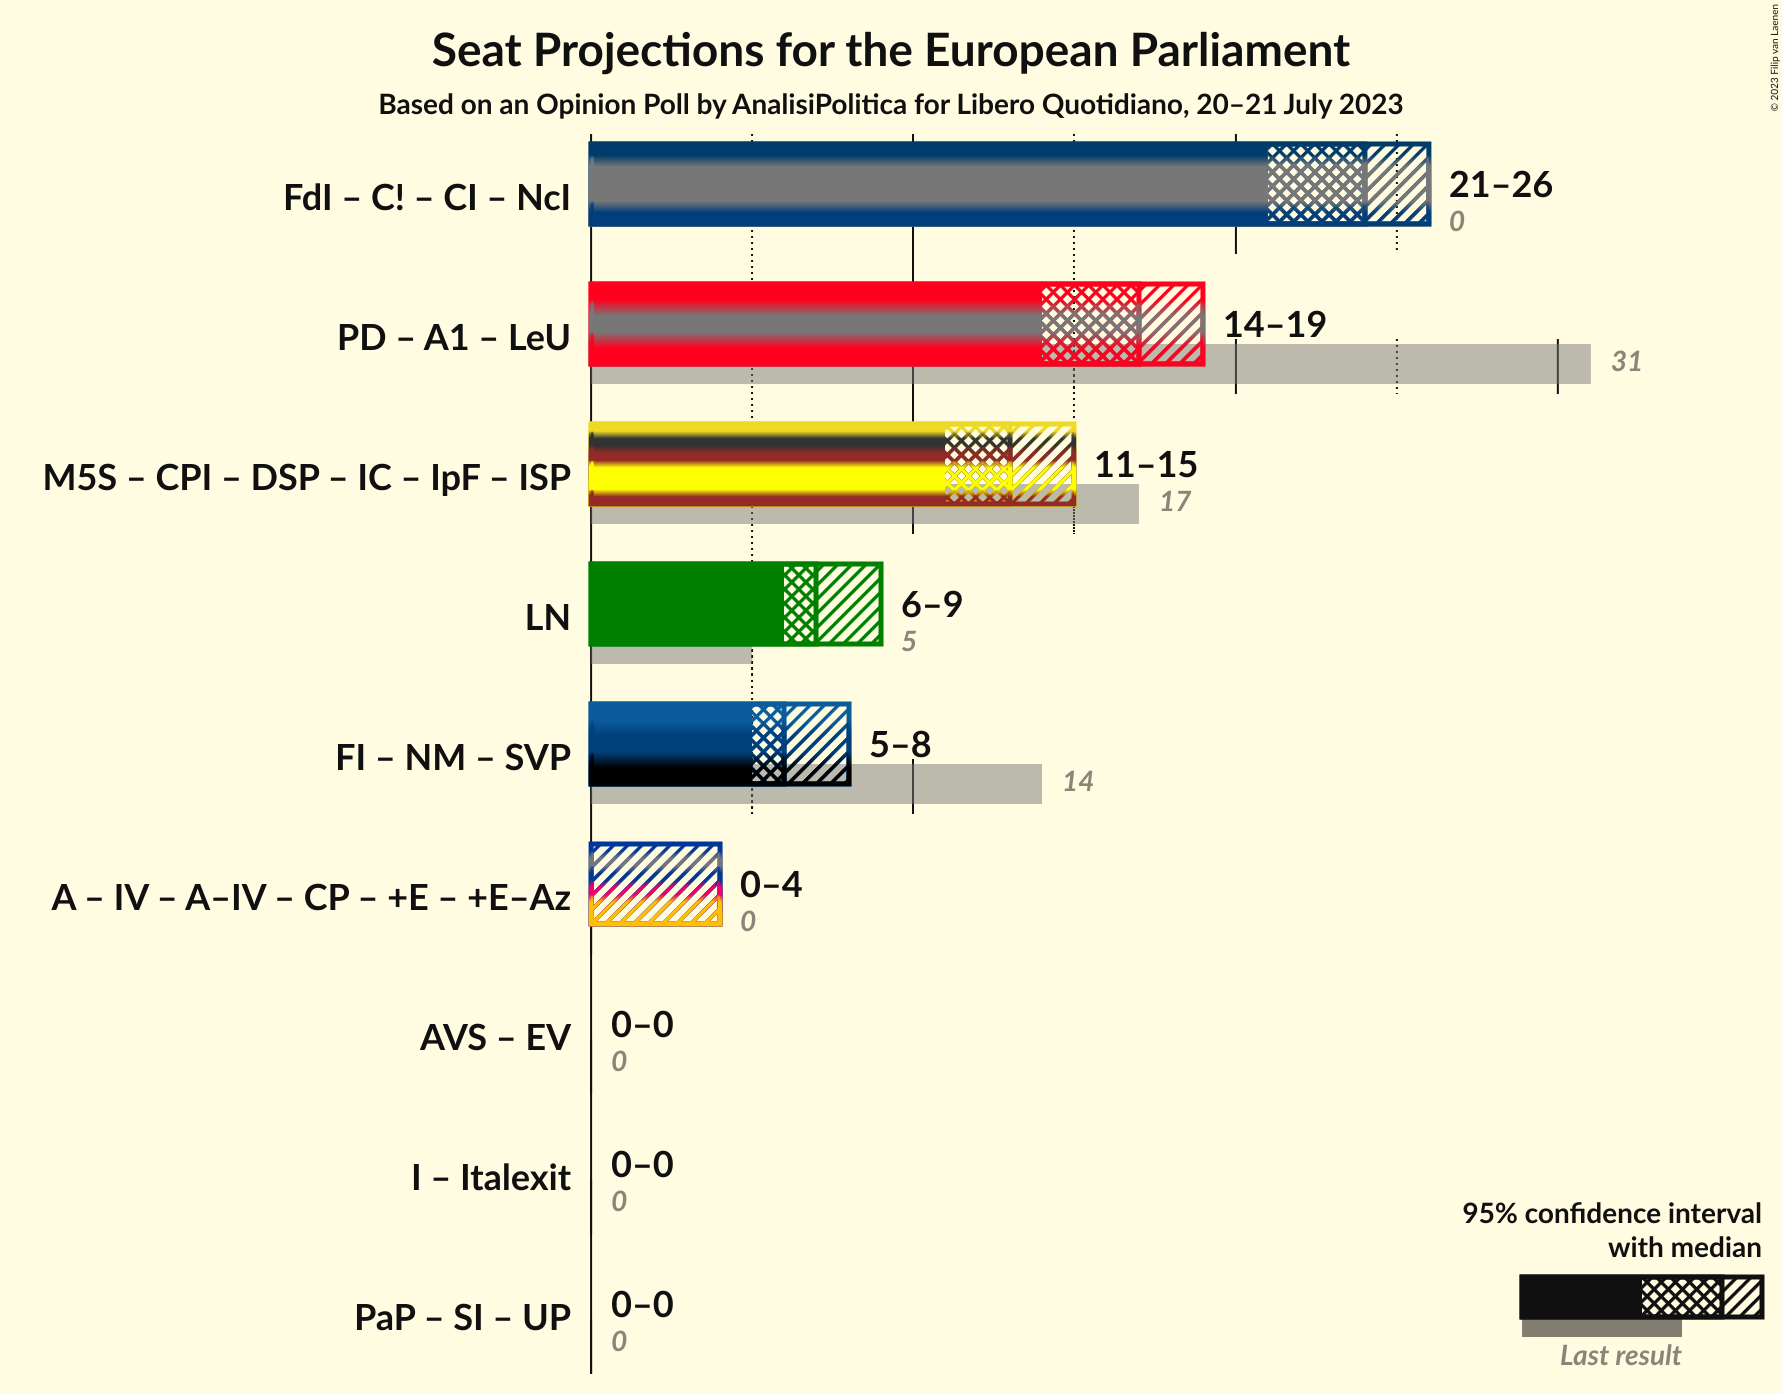 Seat Projections for the European Parliament
Based on an Opinion Poll by AnalisiPolitica for Libero Quotidiano, 20–21 July 2023
© 2023 Filip van Laenen
FdI – C! – CI – NcI
21–26
0
PD – A1 – LeU
14–19
31
M5S – CPI – DSP – IC – IpF – ISP
11–15
17
LN
6–9
5
FI – NM – SVP
5–8
14
A – IV – A–IV – CP – +E – +E–Az
0–4
0
AVS – EV
0–0
0
I – Italexit
0–0
0
PaP – SI – UP
0–0
0
95% confidence interval
with median
Last result